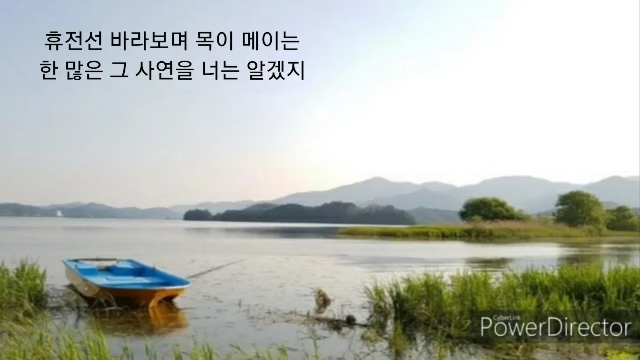 휴전선 바라보며 목이 메이는
한 많은 그 사연을 너는 알겠지
CyberLink
PowerDirector